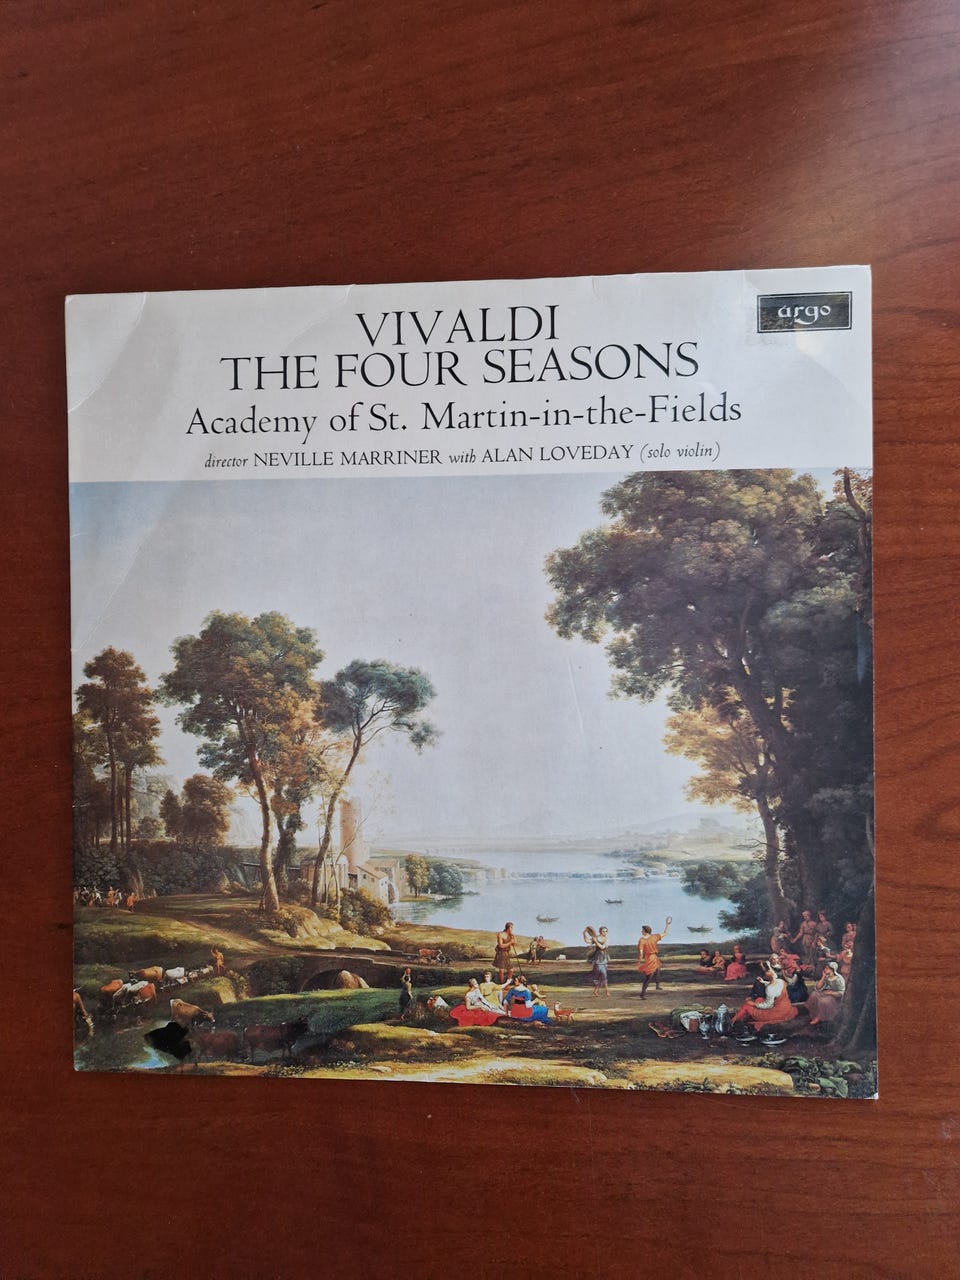 argo
VIVALDI
THE FOUR SEASONS
Academy of St. Martin-in-the-Fields
director NEVILLE MARRINER with ALAN LOVEDAY (solo violin)